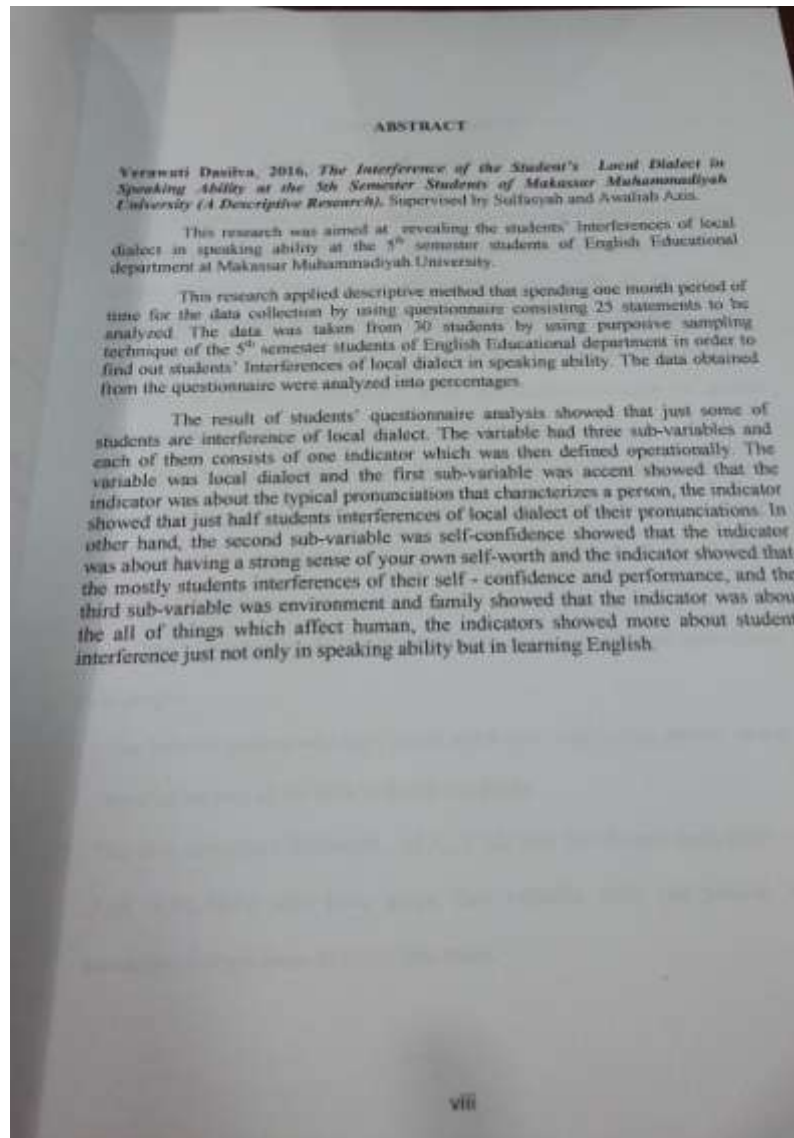 ABSTRACT
Verawati Dasilva, 2016. The Interference of the Student's Local Dialect in
Speaking Ability at the 5th Semester Students of Makassar Muhammadiyah
University (A Descriptive Research), Supervised by Sulfasyah and Awaliah Azis.
This research was aimed at revealing the students' Interferences of local
dialect in speaking ability at the 5th semester students of English Educational
department at Makassar Muhammadiyah University.
This research applied descriptive method that spending one month period of
time for the data collection by using questionnaire consisting 25 statements to be
analyzed. The data was taken from 30 students by using purposive sampling
technique of the 5th semester students of English Educational department in order to
find out students' Interferences of local dialect in speaking ability. The data obtained
from the questionnaire were analyzed into percentages.
The result of students' questionnaire analysis showed that just some of
students are interference of local dialect. The variable had three sub-variables and
each of them consists of one indicator which was then defined operationally. The
variable was local dialect and the first sub-variable was accent showed that the
indicator was about the typical pronunciation that characterizes a person, the indicator
showed that just half students interferences of local dialect of their pronunciations. In
other hand, the second sub-variable was self-confidence showed that the indicator
was about having a strong sense of your own self-worth and the indicator showed that
the mostly students interferences of their self - confidence and performance, and the
third sub-variable was environment and family showed that the indicator was abou
the all of things which affect human, the indicators showed more about student
interference just not only in speaking ability but in learning English.
viii